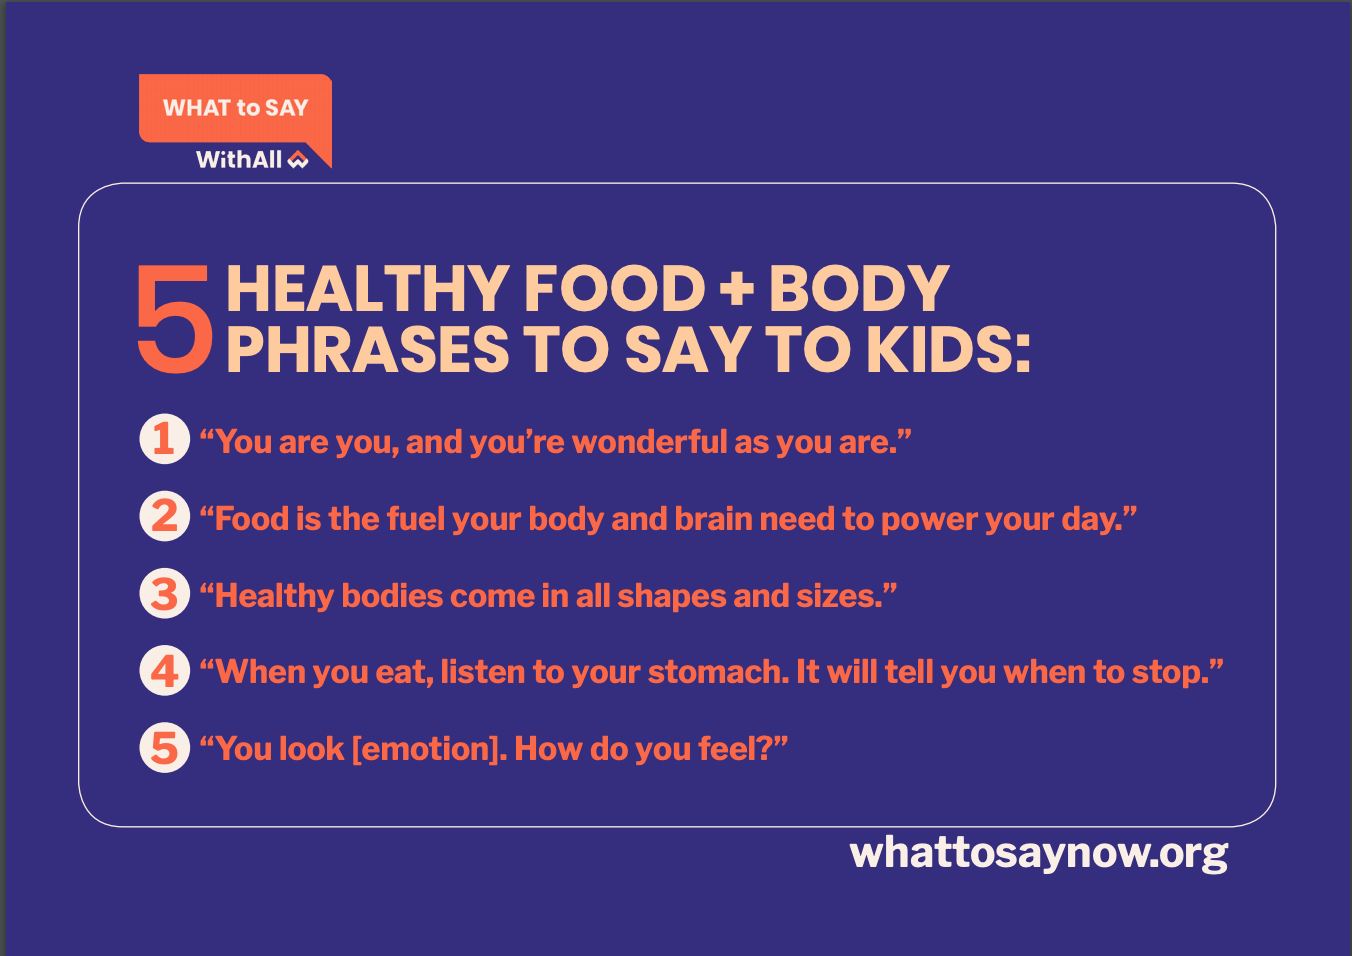 WHAT to SAY
WithAll
5 HEALTHY FOOD + BODY
PHRASES TO SAY TO KIDS:
1 “You are you, and you’re wonderful as you are.”
2 “Food is the fuel your body and brain need to power your day.”
3 “Healthy bodies come in all shapes and sizes.”
4 “When you eat, listen to your stomach. It will tell you when to stop.”
5 “You look [emotion]. How do you feel?”
whattosaynow.org